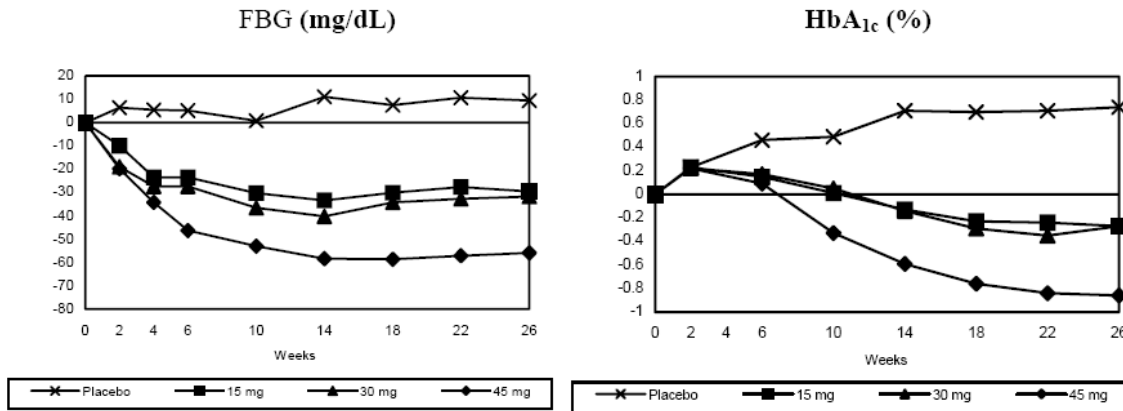 FBG (mg/dL)
20
10
0
-10
-20
-30
-40
-50
-60
-70
-80
0 2 4 6 10 14 18 22 26
Weeks
Placebo 15 mg 30 mg 45 mg
HbA1c (%)
1
0.8
0.6
0.4
0.2
0
-0.2
-0.4
-0.6
-0.8
-1
0 2 6 10 14 18 22 26
Weeks
Placebo 15 mg 30 mg 45 mg